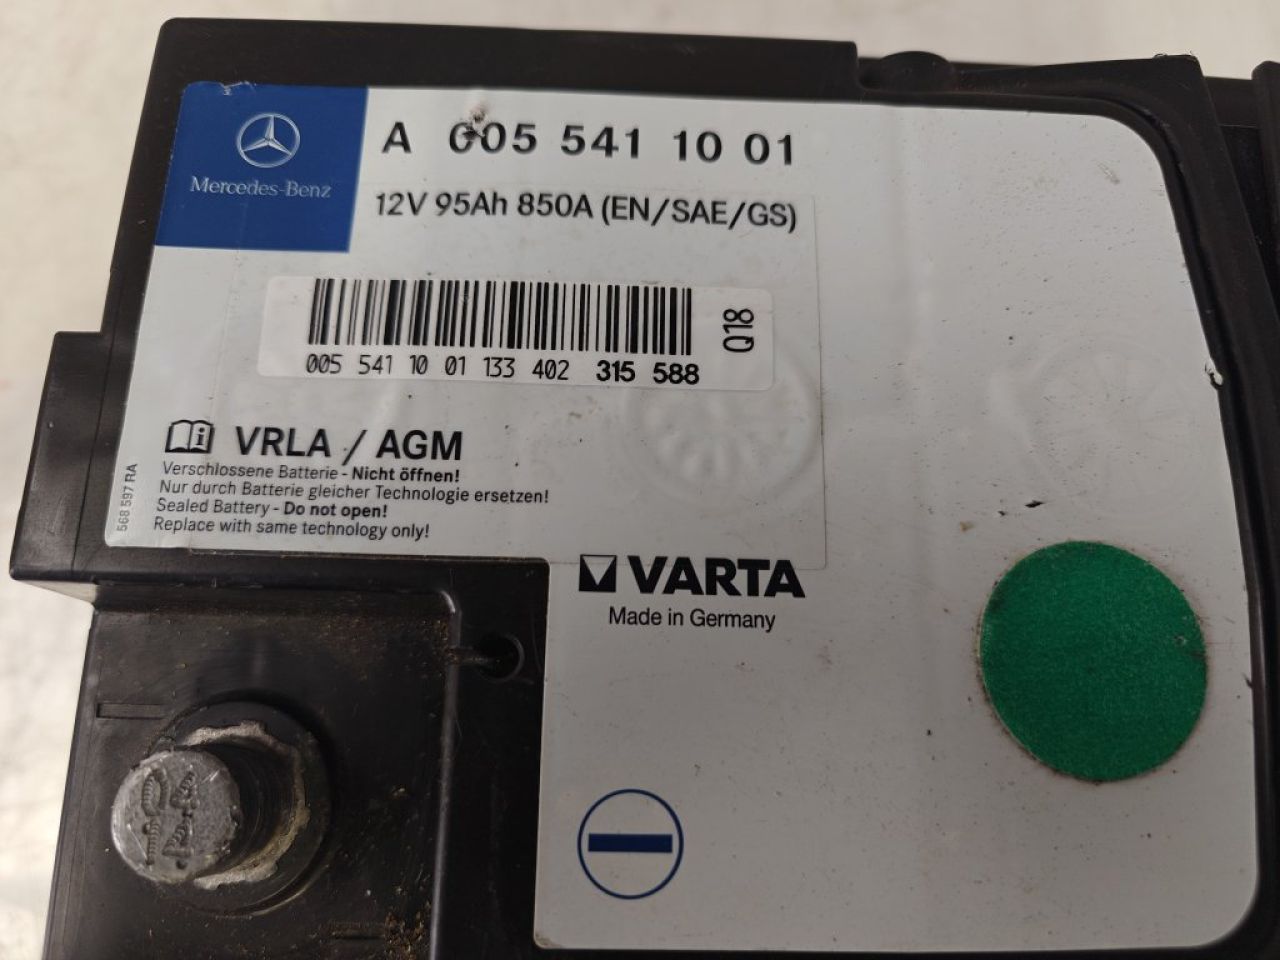 Mercedes-Benz
A 005 541 10 01
12V 95Ah 850A (EN/SAE/GS)
005 541 10 01 133 402 315 588
Q18
VRLA / AGM
Verschlossene Batterie - Nicht öffnen!
Nur durch Batterie gleicher Technologie ersetzen!
Sealed Battery - Do not open!
Replace with same technology only!
568 597 RA
VARTA
Made in Germany